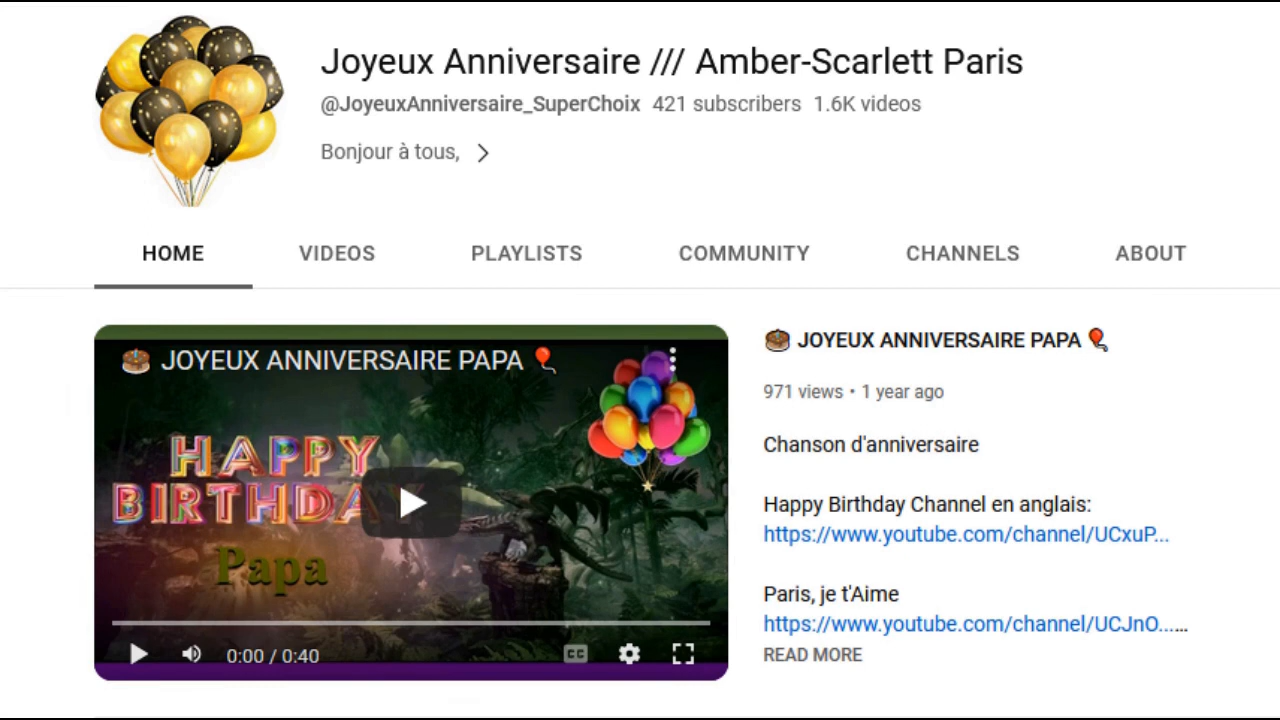 Joyeux Anniversaire /// Amber-Scarlett Paris
@JoyeuxAnniversaire_SuperChoix 421 subscribers 1.6K videos
Bonjour à tous,
HOME VIDEOS PLAYLISTS COMMUNITY CHANNELS ABOUT
🎂 JOYEUX ANNIVERSAIRE PAPA 🎈
HAPPY
BIRTHDAY
Papa
0:00 / 0:40
CC
🎂 JOYEUX ANNIVERSAIRE PAPA 🎈
971 views • 1 year ago
Chanson d'anniversaire
Happy Birthday Channel en anglais:
https://www.youtube.com/channel/UCxuP...
Paris, je t'Aime
https://www.youtube.com/channel/UCJnO......
READ MORE